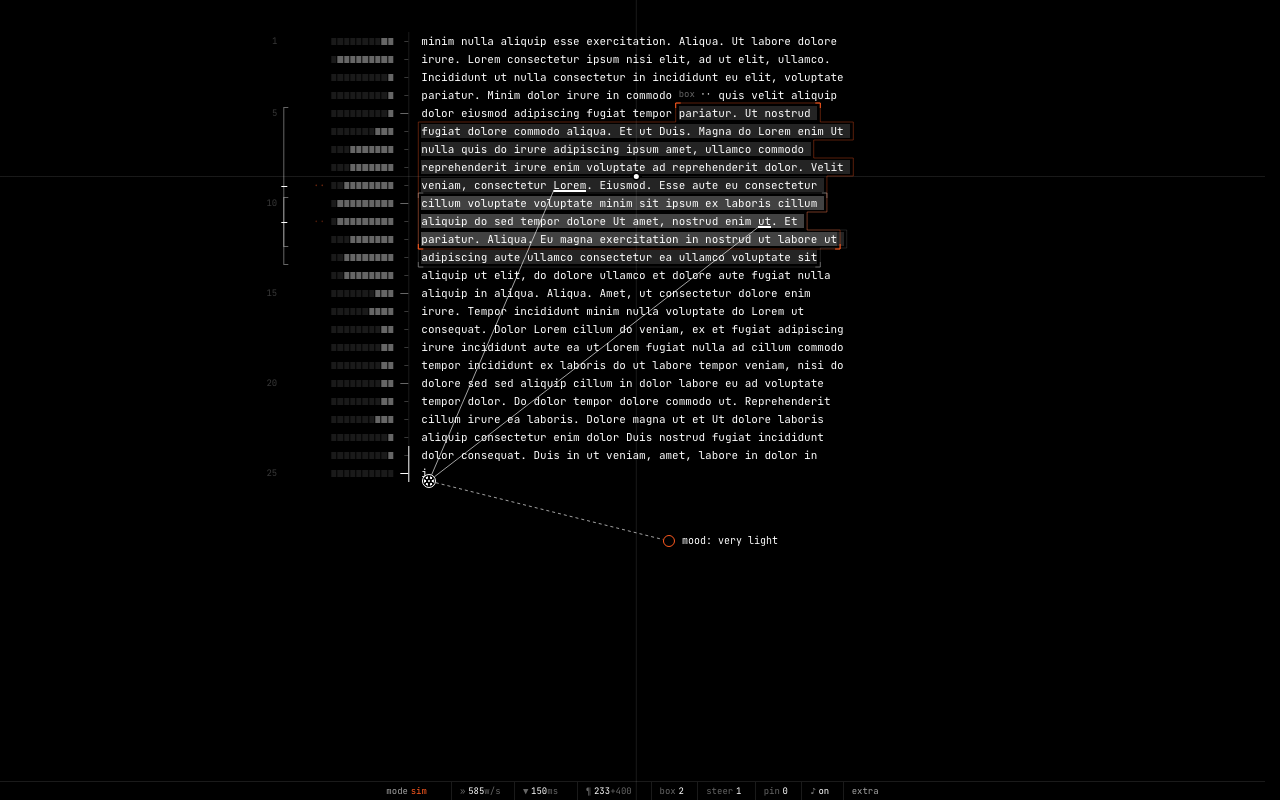 1 minim nulla aliquip esse exercitation. Aliqua. Ut labore dolore
irure. Lorem consectetur ipsum nisi elit, ad ut elit, ullamco.
Incididunt ut nulla consectetur in incididunt eu elit, voluptate
pariatur. Minim dolor irure in commodo box ·· quis velit aliquip
5 dolor eiusmod adipiscing fugiat tempor pariatur. Ut nostrud
fugiat dolore commodo aliqua. Et ut Duis. Magna do Lorem enim Ut
nulla quis do irure adipiscing ipsum amet, ullamco commodo
reprehenderit irure enim voluptate ad reprehenderit dolor. Velit
veniam, consectetur Lorem. Eiusmod. Esse aute eu consectetur
10 cillum voluptate voluptate minim sit ipsum ex laboris cillum
aliquip do sed tempor dolore Ut amet, nostrud enim ut. Et
pariatur. Aliqua. Eu magna exercitation in nostrud ut labore ut
adipiscing aute ullamco consectetur ea ullamco voluptate sit
aliquip ut elit, do dolore ullamco et dolore aute fugiat nulla
15 aliquip in aliqua. Aliqua. Amet, ut consectetur dolore enim
irure. Tempor incididunt minim nulla voluptate do Lorem ut
consequat. Dolor Lorem cillum do veniam, ex et fugiat adipiscing
irure incididunt aute ea ut Lorem fugiat nulla ad cillum commodo
tempor incididunt ex laboris do ut labore tempor veniam, nisi do
20 dolore sed sed aliquip cillum in dolor labore eu ad voluptate
tempor dolor. Do dolor tempor dolore commodo ut. Reprehenderit
cillum irure ea laboris. Dolore magna ut et Ut dolore laboris
aliquip consectetur enim dolor Duis nostrud fugiat incididunt
dolor consequat. Duis in ut veniam, amet, labore in dolor in
25 i
mood: very light
mode sim » 585w/s ▼ 150ms ¶ 233+400 box 2 steer 1 pin 0 ♪ on extra